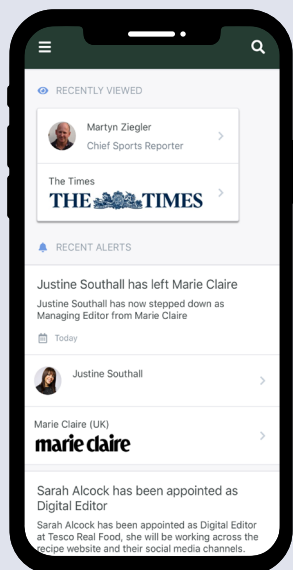 RECENTLY VIEWED
Martyn Ziegler
Chief Sports Reporter
The Times
THE TIMES
RECENT ALERTS
Justine Southall has left Marie Claire
Justine Southall has now stepped down as
Managing Editor from Marie Claire
Today
Justine Southall
Marie Claire (UK)
marie claire
Sarah Alcock has been appointed as
Digital Editor
Sarah Alcock has been appointed as Digital Editor
at Tesco Real Food, she will be working across the
recipe website and their social media channels.